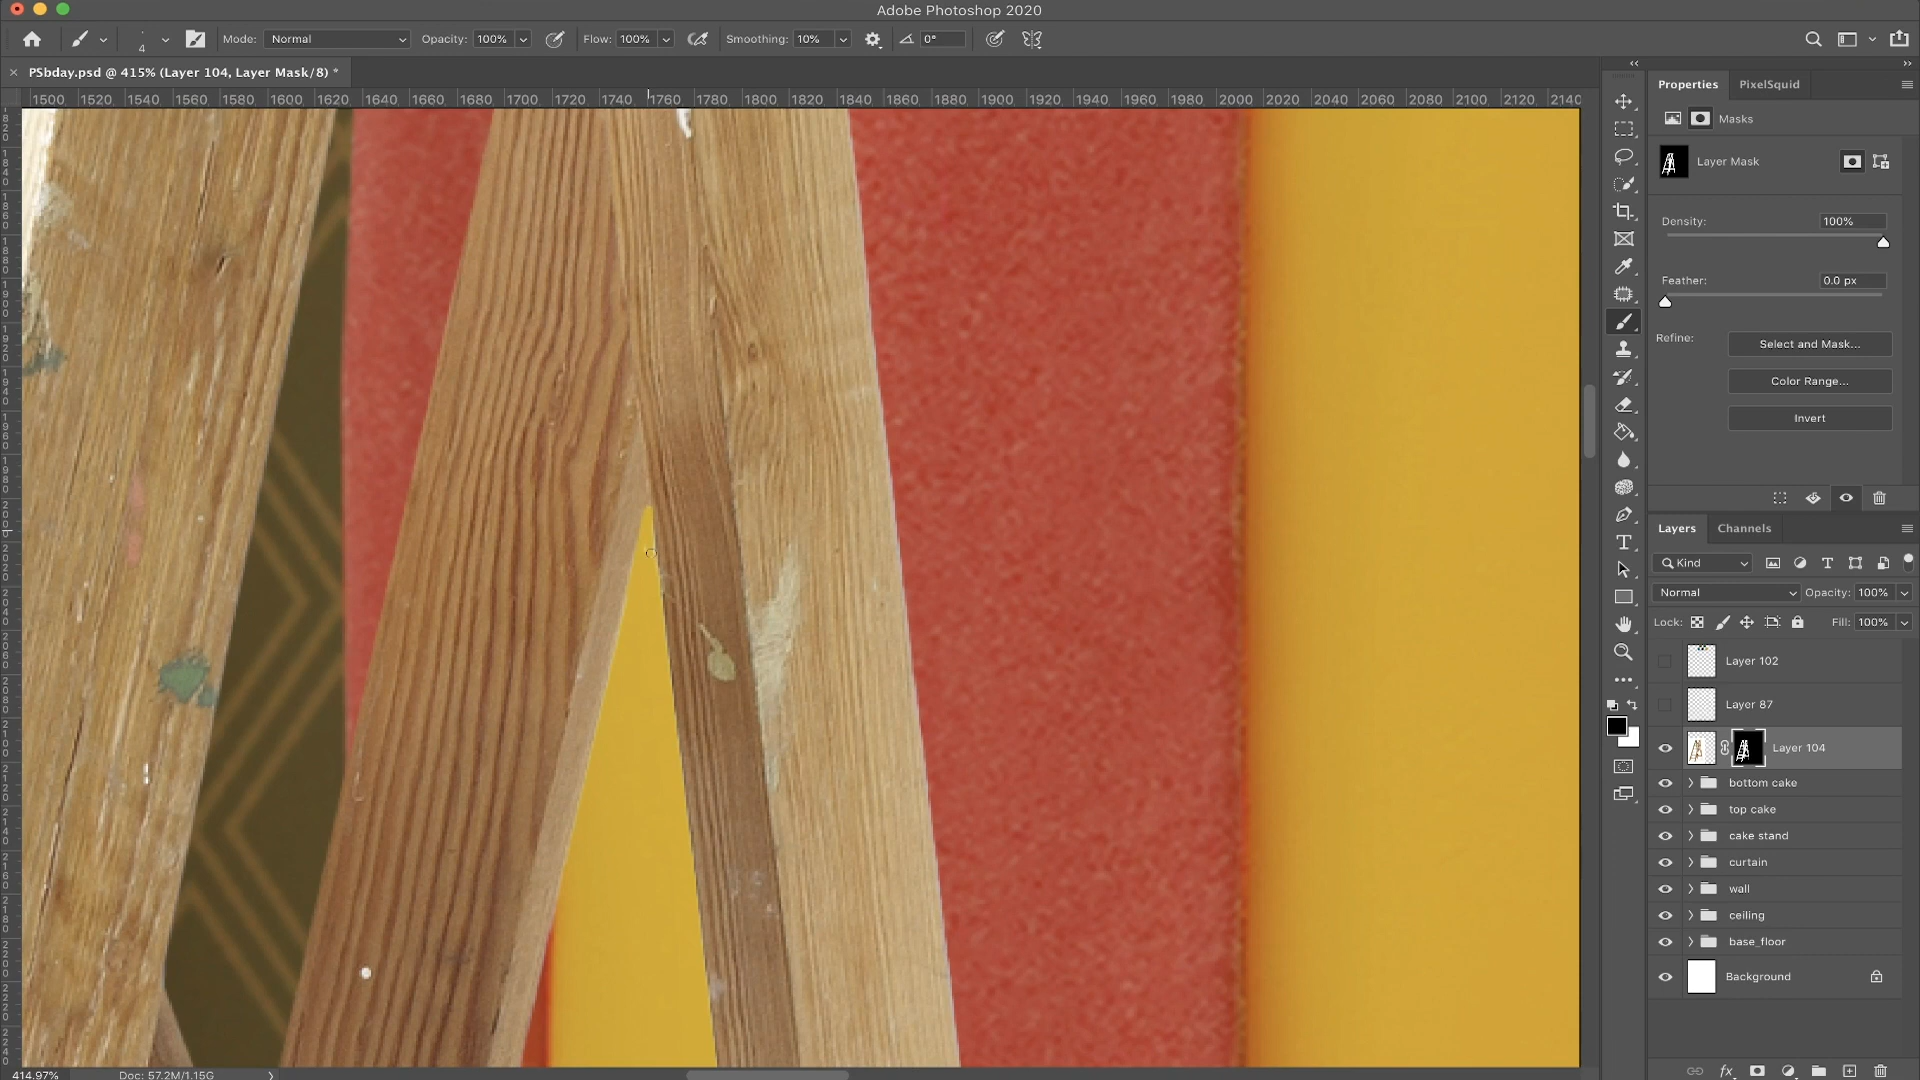 Adobe Photoshop 2020
4 Mode: Normal Opacity: 100% Flow: 100% Smoothing: 10% 0°
PSbday.psd @ 415% (Layer 104, Layer Mask/8) *
1500 1520 1540 1560 1580 1600 1620 1640 1660 1680 1700 1720 1740 1760 1780 1800 1820 1840 1860 1880 1900 1920 1940 1960 1980 2000 2020 2040 2060 2080 2100 2120 2140
Properties PixelSquid
Masks
Layer Mask
Density: 100%
Feather: 0.0 px
Refine: Select and Mask...
Color Range...
Invert
Layers Channels
Kind
Normal Opacity: 100%
Lock: Fill: 100%
Layer 102
Layer 87
Layer 104
bottom cake
top cake
cake stand
curtain
wall
ceiling
base_floor
Background
414.97% Doc: 57.2M/1.15G